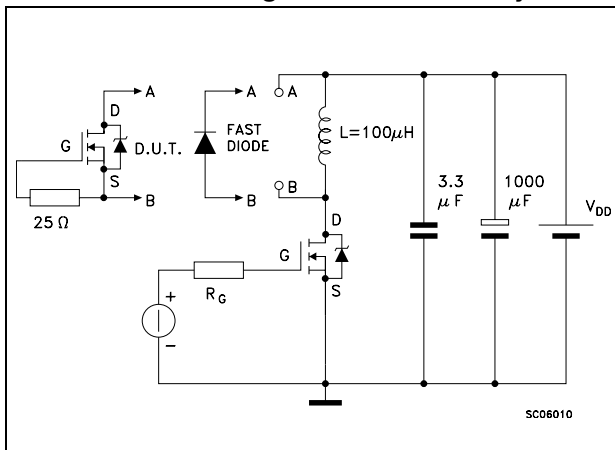 A
D
G
D.U.T.
S
B
25 Ω
A
FAST
DIODE
B
A
L=100μH
B
D
G
S
R_G
+
−
3.3
μF
1000
μF
V_DD
SC06010